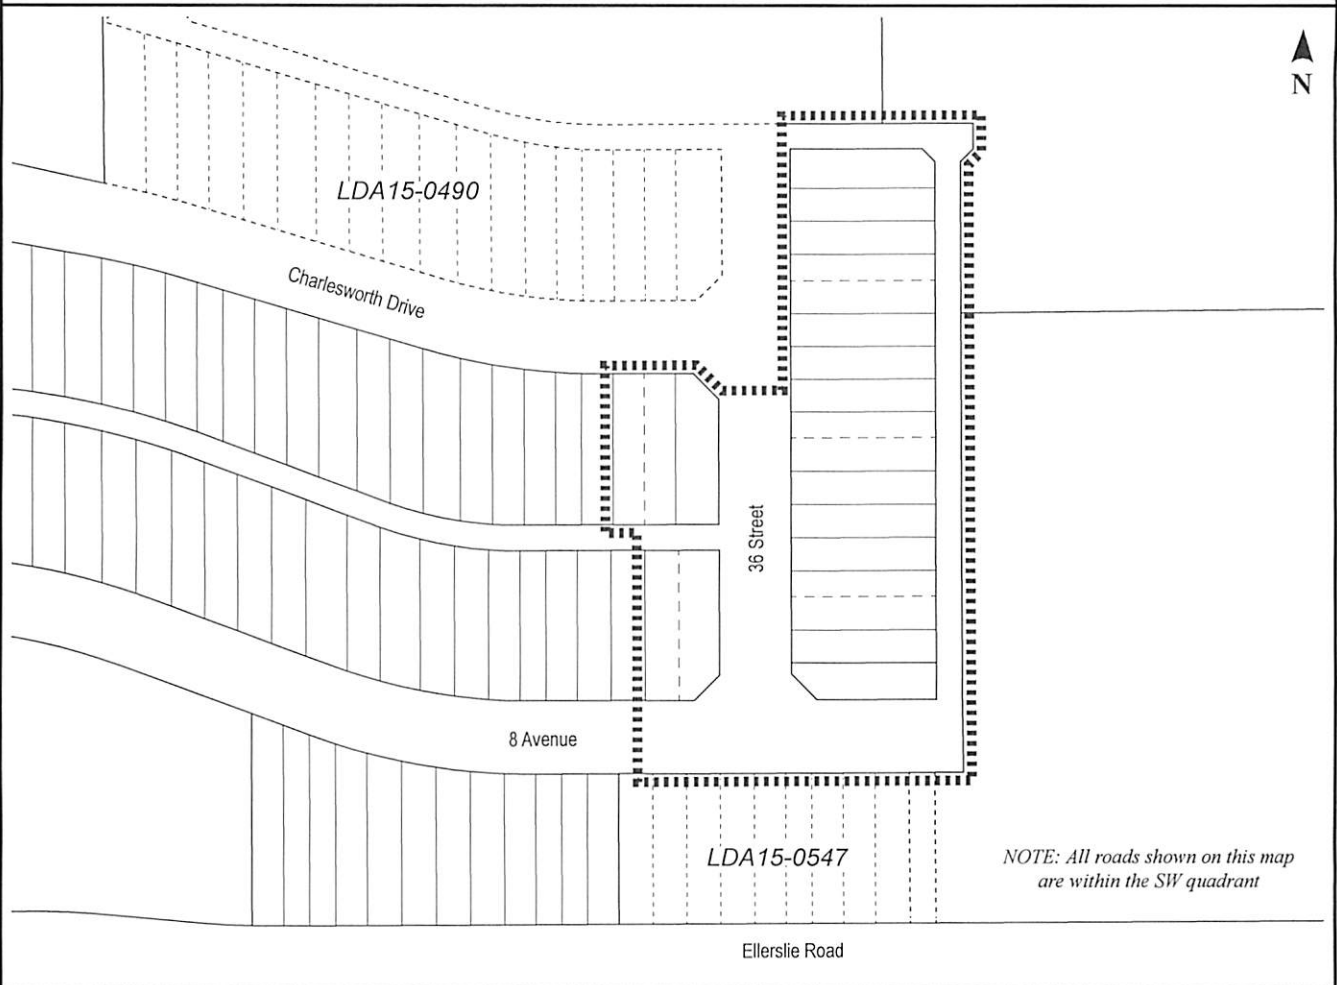 N
LDA15-0490
Charlesworth Drive
36 Street
8 Avenue
LDA15-0547
NOTE: All roads shown on this map
are within the SW quadrant
Ellerslie Road